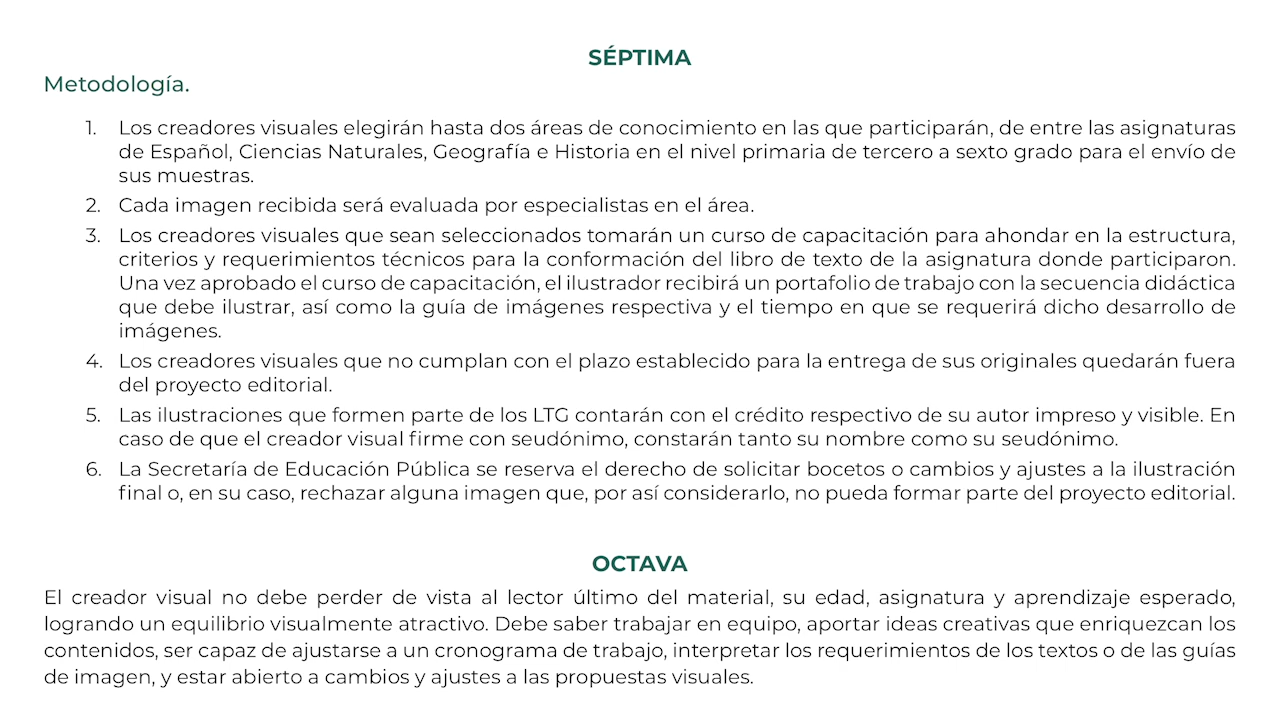 SÉPTIMA
Metodología.
1. Los creadores visuales elegirán hasta dos áreas de conocimiento en las que participarán, de entre las asignaturas
de Español, Ciencias Naturales, Geografía e Historia en el nivel primaria de tercero a sexto grado para el envío de
sus muestras.
2. Cada imagen recibida será evaluada por especialistas en el área.
3. Los creadores visuales que sean seleccionados tomarán un curso de capacitación para ahondar en la estructura,
criterios y requerimientos técnicos para la conformación del libro de texto de la asignatura donde participaron.
Una vez aprobado el curso de capacitación, el ilustrador recibirá un portafolio de trabajo con la secuencia didáctica
que debe ilustrar, así como la guía de imágenes respectiva y el tiempo en que se requerirá dicho desarrollo de
imágenes.
4. Los creadores visuales que no cumplan con el plazo establecido para la entrega de sus originales quedarán fuera
del proyecto editorial.
5. Las ilustraciones que formen parte de los LTG contarán con el crédito respectivo de su autor impreso y visible. En
caso de que el creador visual firme con seudónimo, constarán tanto su nombre como su seudónimo.
6. La Secretaría de Educación Pública se reserva el derecho de solicitar bocetos o cambios y ajustes a la ilustración
final o, en su caso, rechazar alguna imagen que, por así considerarlo, no pueda formar parte del proyecto editorial.
OCTAVA
El creador visual no debe perder de vista al lector último del material, su edad, asignatura y aprendizaje esperado,
logrando un equilibrio visualmente atractivo. Debe saber trabajar en equipo, aportar ideas creativas que enriquezcan los
contenidos, ser capaz de ajustarse a un cronograma de trabajo, interpretar los requerimientos de los textos o de las guías
de imagen, y estar abierto a cambios y ajustes a las propuestas visuales.